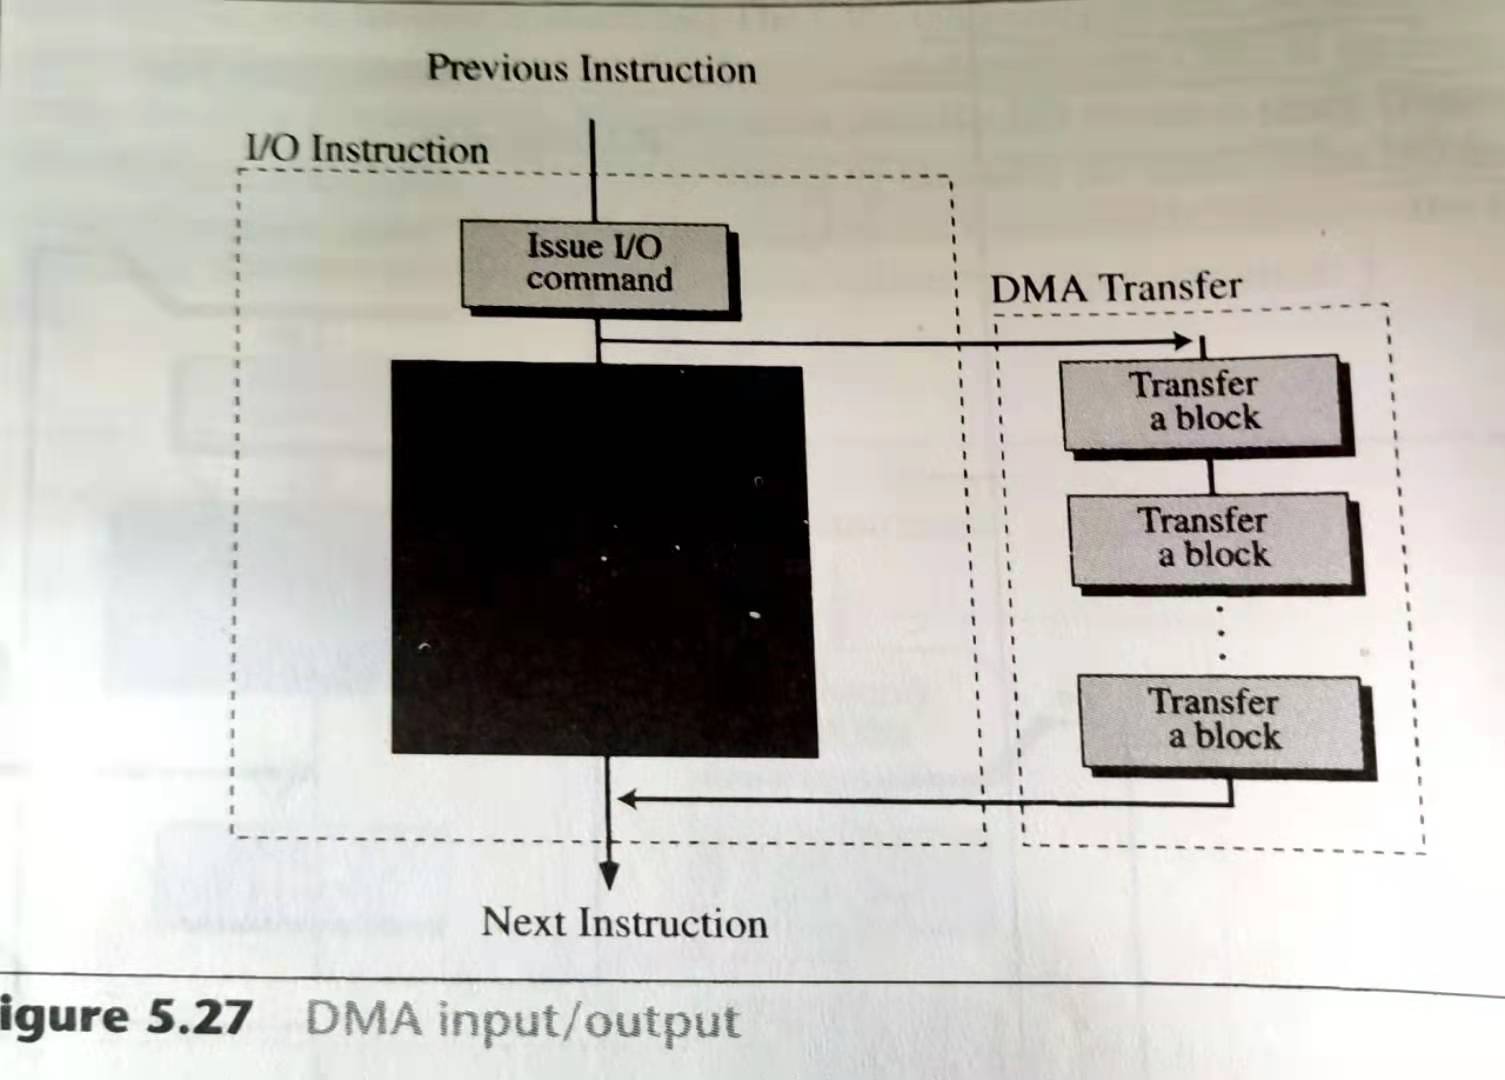 Previous Instruction
I/O Instruction
Issue I/O
command
DMA Transfer
Transfer
a block
Transfer
a block
Transfer
a block
Next Instruction
igure 5.27 DMA input/output